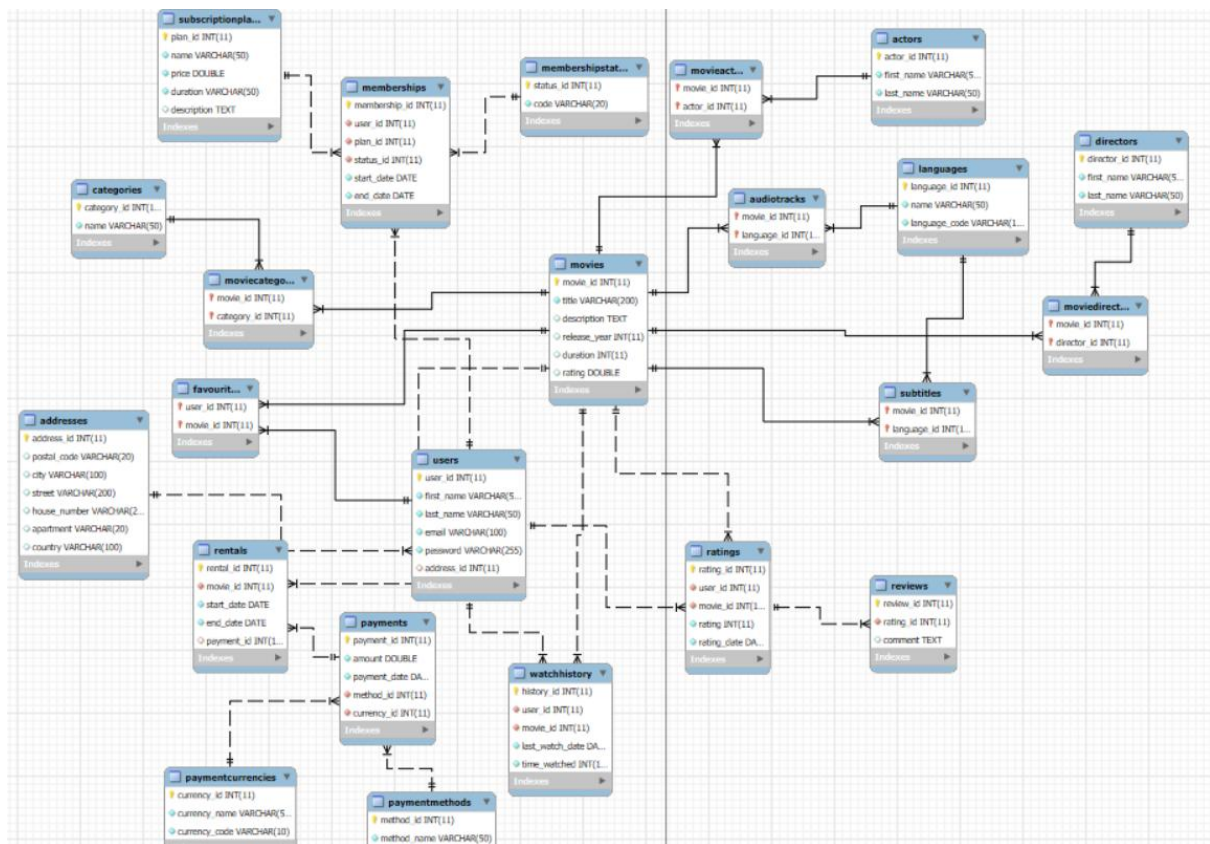 subscriptionpla...
plan_id INT(11)
name VARCHAR(50)
price DOUBLE
duration VARCHAR(50)
description TEXT
Indexes
memberships
membership_id INT(11)
user_id INT(11)
plan_id INT(11)
status_id INT(11)
start_date DATE
end_date DATE
Indexes
membershipstat...
status_id INT(11)
code VARCHAR(20)
Indexes
movieact...
movie_id INT(11)
actor_id INT(11)
Indexes
actors
actor_id INT(11)
first_name VARCHAR(5...
last_name VARCHAR(50)
Indexes
directors
director_id INT(11)
first_name VARCHAR(5...
last_name VARCHAR(50)
Indexes
categories
category_id INT(1...
name VARCHAR(50)
Indexes
languages
language_id INT(11)
name VARCHAR(50)
language_code VARCHAR(1...
Indexes
audiotracks
movie_id INT(11)
language_id INT(1...
Indexes
moviecatego...
movie_id INT(11)
category_id INT(11)
Indexes
movies
movie_id INT(11)
title VARCHAR(200)
description TEXT
release_year INT(11)
duration INT(11)
rating DOUBLE
Indexes
moviedirect...
movie_id INT(11)
director_id INT(11)
Indexes
favourit...
user_id INT(11)
movie_id INT(11)
Indexes
subtitles
movie_id INT(11)
language_id INT(1...
Indexes
addresses
address_id INT(11)
postal_code VARCHAR(20)
city VARCHAR(100)
street VARCHAR(200)
house_number VARCHAR(2...
apartment VARCHAR(20)
country VARCHAR(100)
Indexes
users
user_id INT(11)
first_name VARCHAR(5...
last_name VARCHAR(50)
email VARCHAR(100)
password VARCHAR(255)
address_id INT(11)
Indexes
rentals
rental_id INT(11)
movie_id INT(11)
start_date DATE
end_date DATE
payment_id INT(1...
Indexes
ratings
rating_id INT(11)
user_id INT(11)
movie_id INT(1...
rating INT(11)
rating_date DA...
Indexes
reviews
review_id INT(11)
rating_id INT(11)
comment TEXT
Indexes
payments
payment_id INT(11)
amount DOUBLE
payment_date DA...
method_id INT(11)
currency_id INT(11)
Indexes
watchhistory
history_id INT(11)
user_id INT(11)
movie_id INT(11)
last_watch_date DA...
time_watched INT(1...
Indexes
paymentcurrencies
currency_id INT(11)
currency_name VARCHAR(5...
currency_code VARCHAR(10)
paymentmethods
method_id INT(11)
method_name VARCHAR(50)